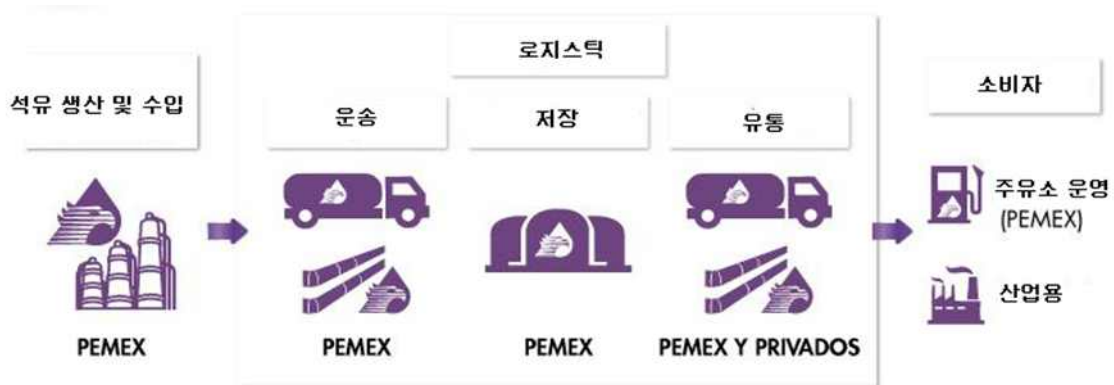 로지스틱
석유 생산 및 수입
운송
저장
유통
소비자
주유소 운영
(PEMEX)
산업용
PEMEX
PEMEX
PEMEX
PEMEX Y PRIVADOS